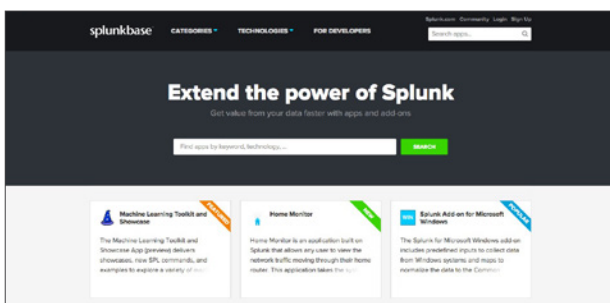 Splunk.com Community Login Sign Up
splunkbase CATEGORIES TECHNOLOGIES FOR DEVELOPERS
Search apps...
Extend the power of Splunk
Get value from your data faster with apps and add-ons
Find apps by keyword, technology, ...
SEARCH
FEATURED
Machine Learning Toolkit and
Showcase
The Machine Learning Toolkit and
Showcase App (preview) delivers
showcases, new SPL commands, and
examples to explore a variety of
NEW
Home Monitor
Home Monitor is an application built on
Splunk that allows any user to view the
network traffic moving through their home
router. This application takes the
POPULAR
WIN
Splunk Add-on for Microsoft
Windows
The Splunk for Microsoft Windows add-on
includes predefined inputs to collect data
from Windows systems and maps to
normalize the data to the Common